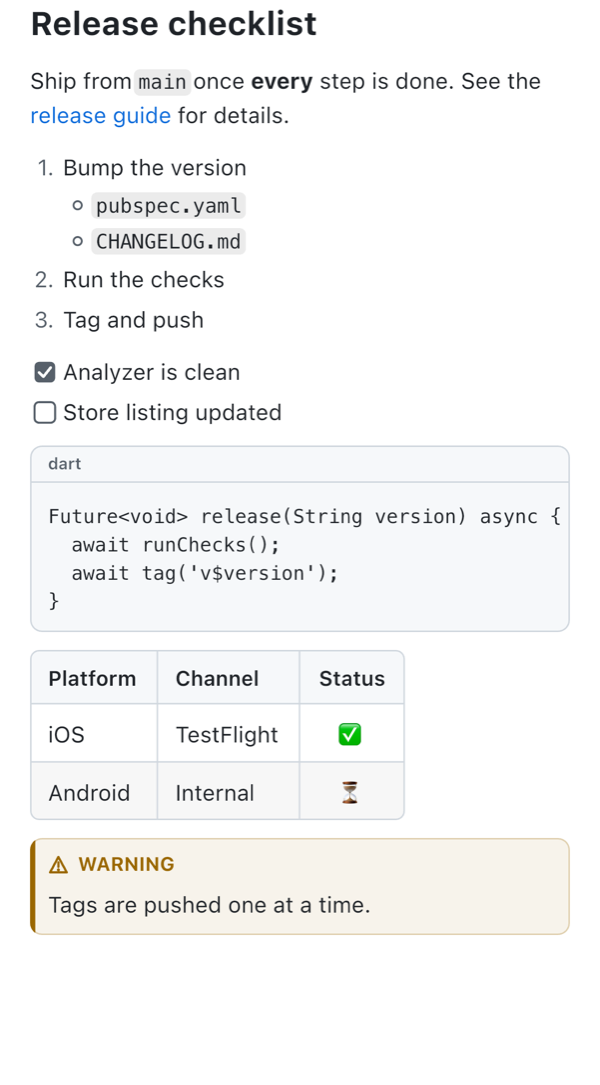 Release checklist
Ship from main once every step is done. See the
release guide for details.
1. Bump the version
pubspec.yaml
CHANGELOG.md
2. Run the checks
3. Tag and push
Analyzer is clean
Store listing updated
dart
Future<void> release(String version) async {
  await runChecks();
  await tag('v$version');
}
Platform Channel Status
iOS TestFlight ✅
Android Internal ⏳
⚠ WARNING
Tags are pushed one at a time.